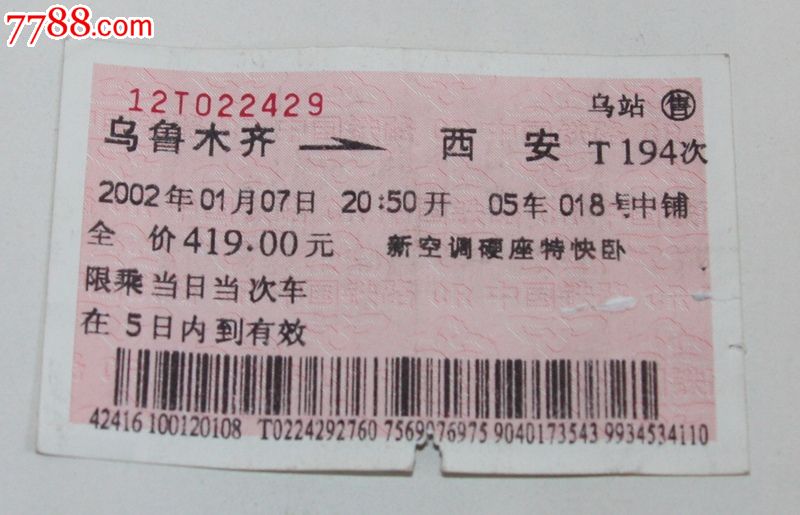 7788.com
12T022429 乌站 售
乌鲁木齐 西 安 T194次
2002年01月07日 20:50开 05车 018号中铺
全 价419.00元 新空调硬座特快卧
限乘当日当次车
在5日内到有效
42416 100120108 T0224292760 7569076975 9040173543 9934534110